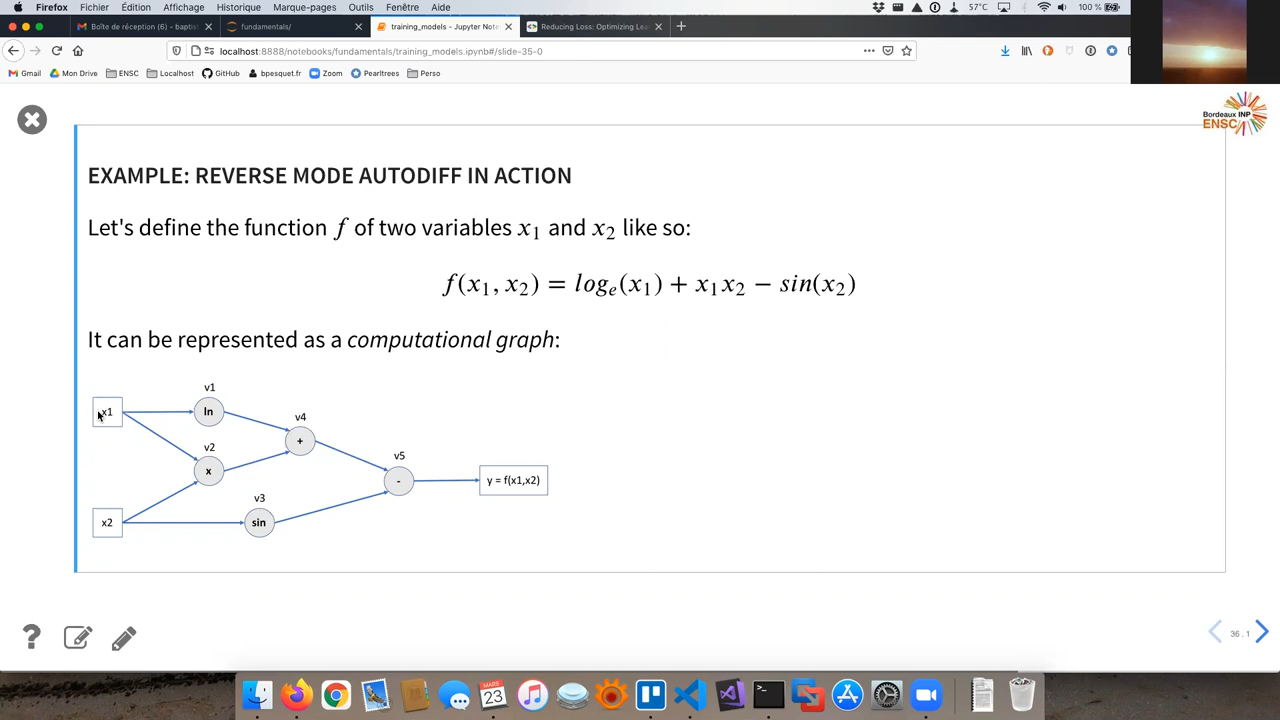 Firefox Fichier Édition Affichage Historique Marque-pages Outils Fenêtre Aide 57°C 100 %
Boîte de réception (6) – baptis
fundamentals/
training_models - Jupyter Note
Reducing Loss: Optimizing Lea
localhost:8888/notebooks/fundamentals/training_models.ipynb#/slide-35-0
Gmail Mon Drive ENSC Localhost GitHub bpesquet.fr Zoom Pearltrees Perso
Bordeaux INP
ENSC
EXAMPLE: REVERSE MODE AUTODIFF IN ACTION
Let's define the function f of two variables x₁ and x₂ like so:
f(x₁, x₂) = logₑ(x₁) + x₁x₂ − sin(x₂)
It can be represented as a computational graph:
v1
x1
ln
v4
+
v2
x
v5
-
y = f(x1,x2)
v3
x2
sin
?
36 . 1
MARS
23